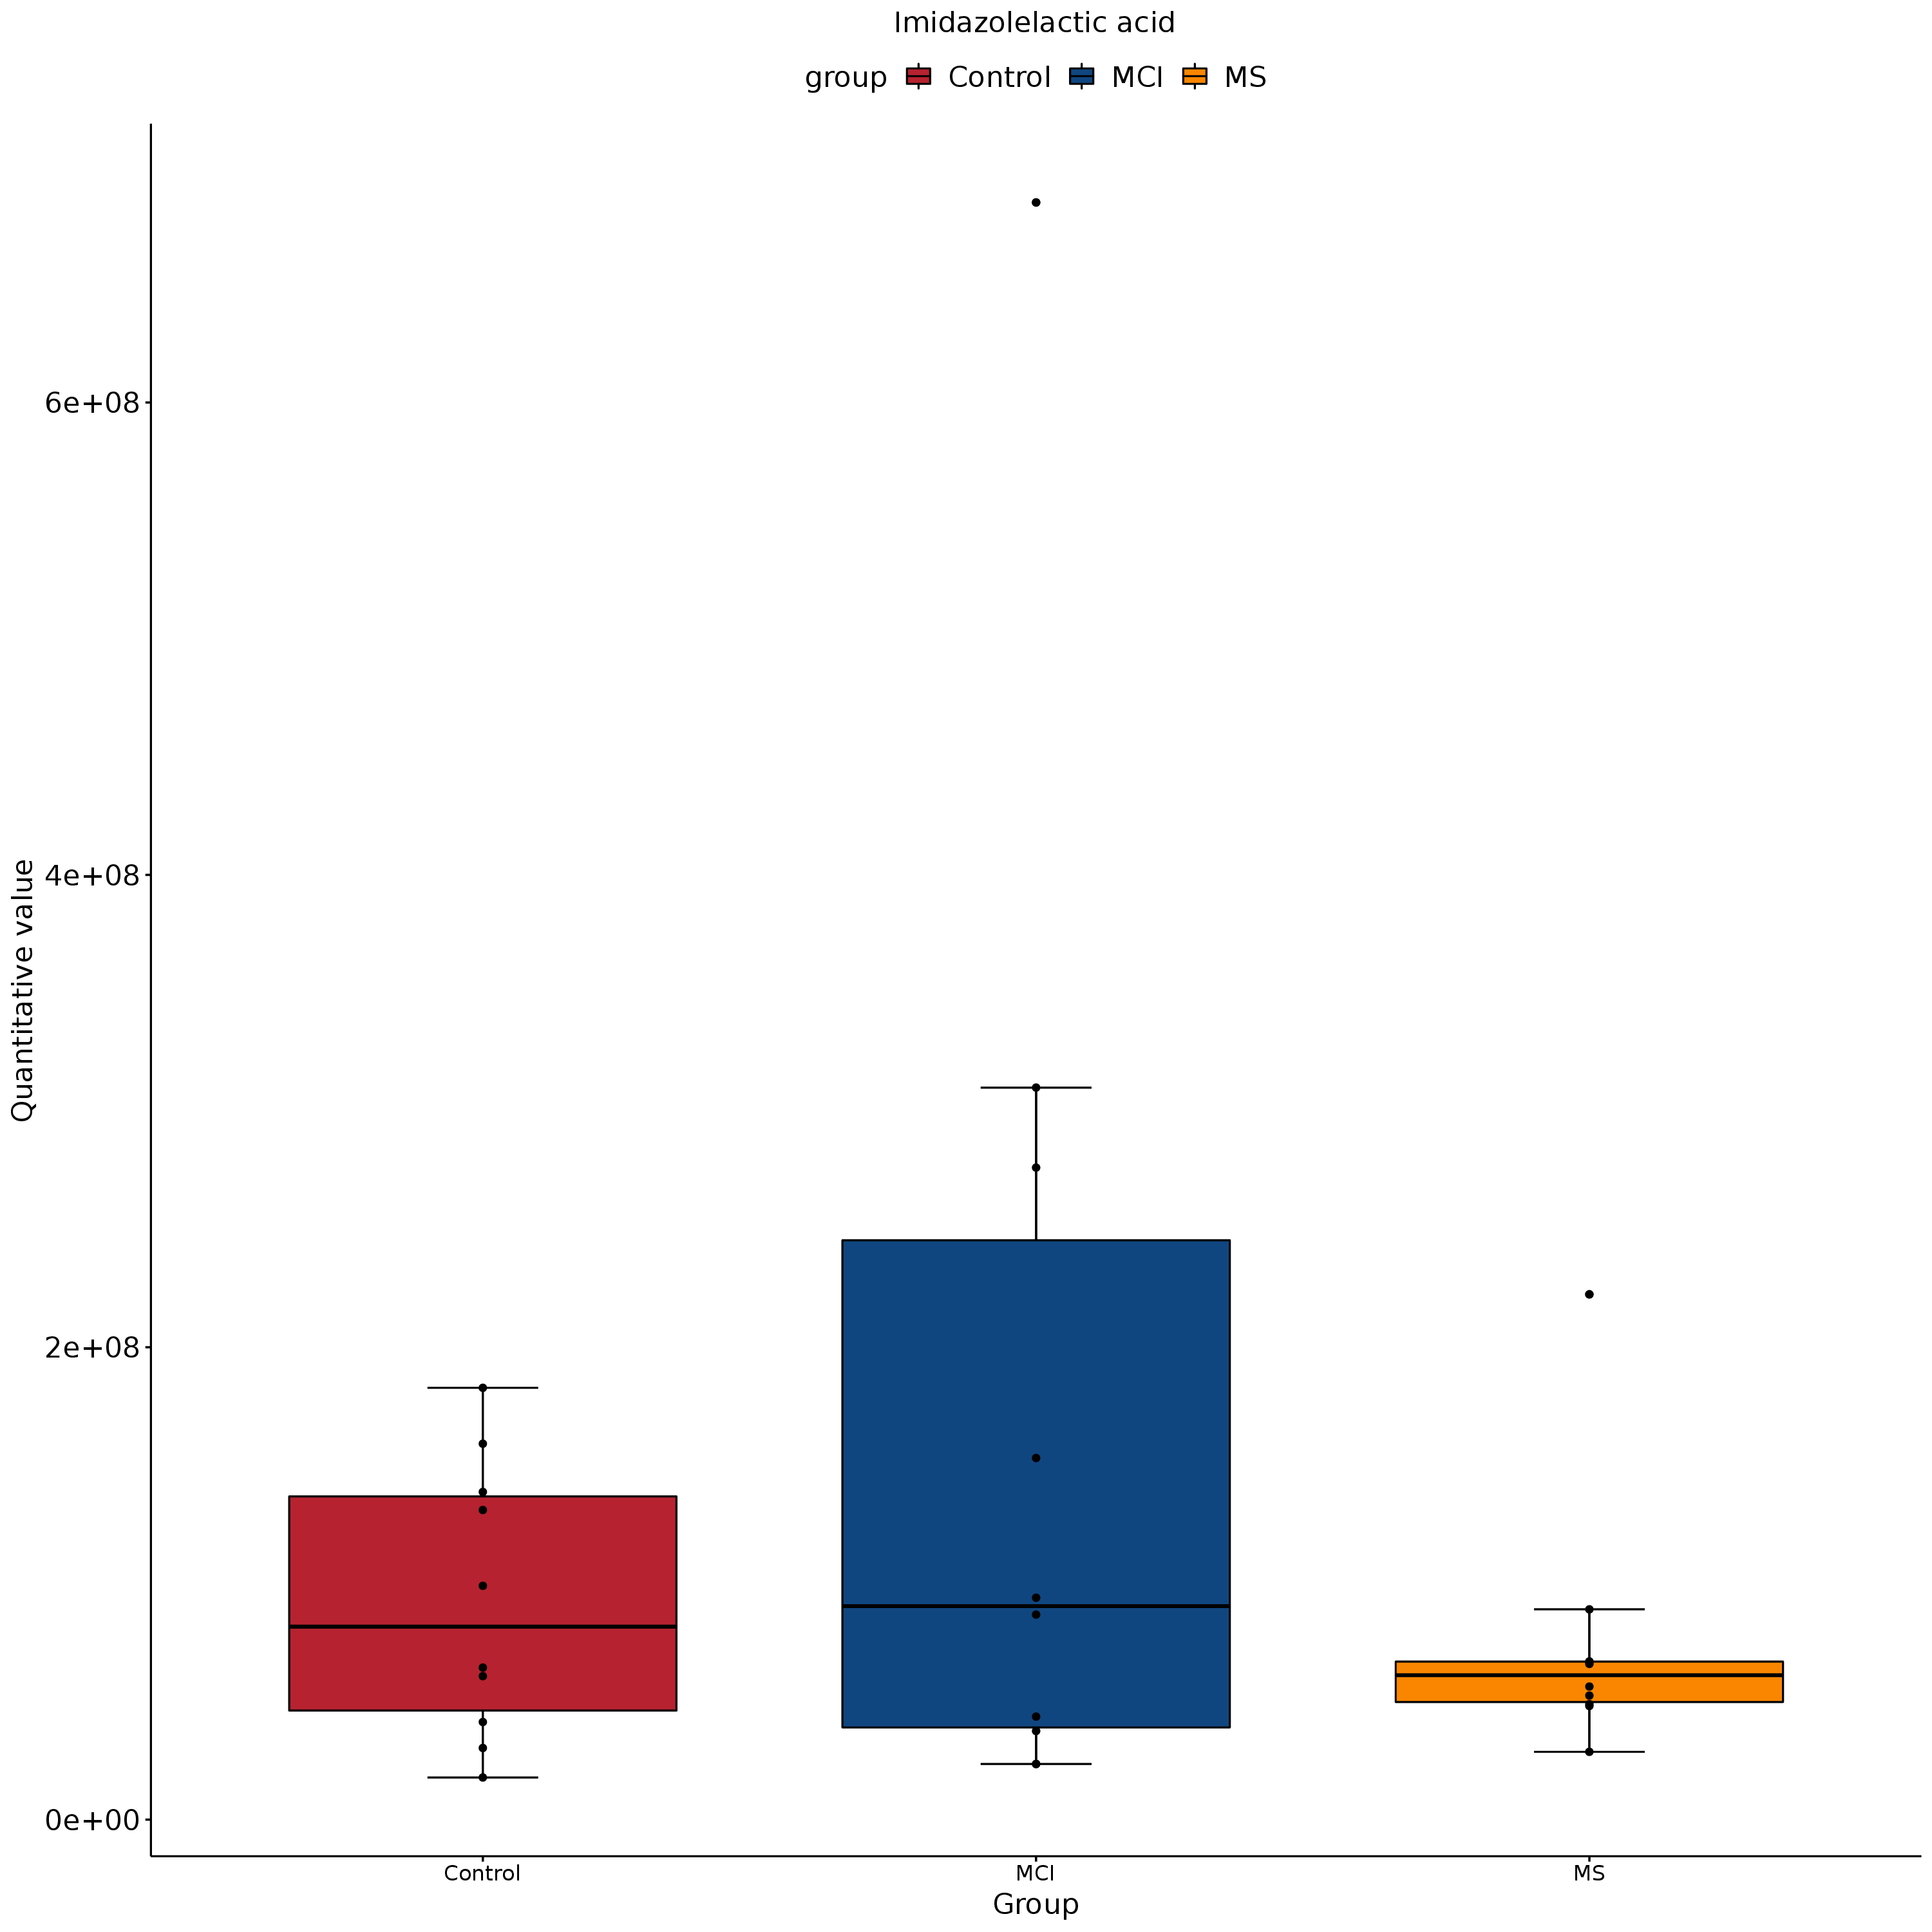 Imidazolelactic acid
group Control MCI MS
Quantitative value
6e+08
4e+08
2e+08
0e+00
Control MCI MS
Group